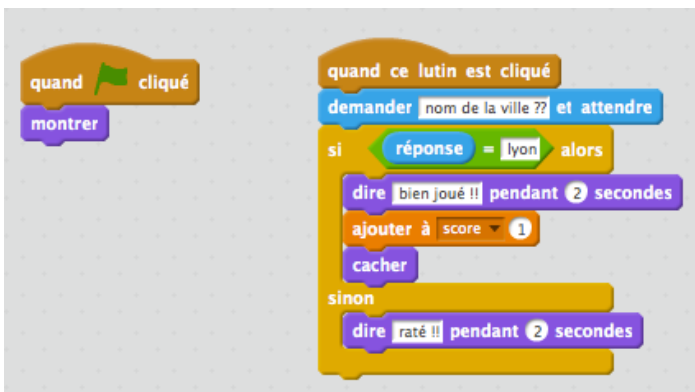 quand cliqué
montrer
quand ce lutin est cliqué
demander nom de la ville ?? et attendre
si réponse = lyon alors
dire bien joué !! pendant 2 secondes
ajouter à score 1
cacher
sinon
dire raté !! pendant 2 secondes